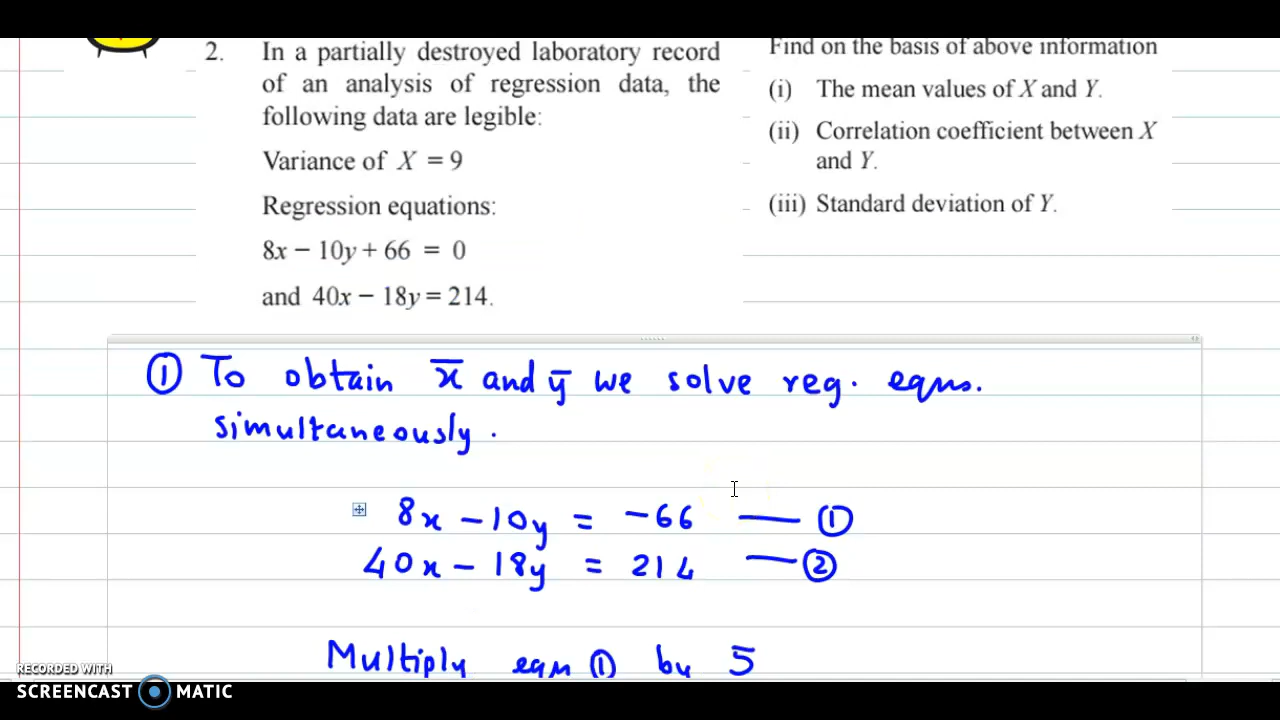 2. In a partially destroyed laboratory record
of an analysis of regression data, the
following data are legible:
Variance of X = 9
Regression equations:
8x − 10y + 66 = 0
and 40x − 18y = 214.
Find on the basis of above information
(i) The mean values of X and Y.
(ii) Correlation coefficient between X
and Y.
(iii) Standard deviation of Y.
① To obtain x̅ and y̅ we solve reg. eqns.
simultaneously.
8x − 10y = −66 —— ①
40x − 18y = 214 —— ②
Multiply eqn ① by 5
RECORDED WITH
SCREENCAST MATIC